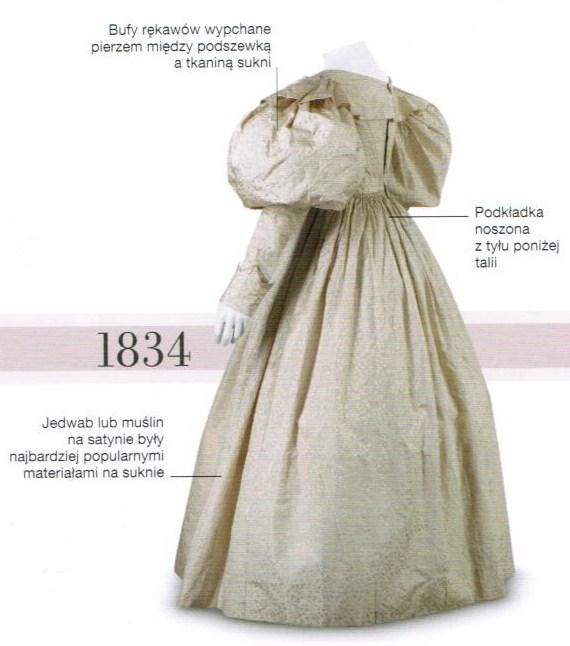 Bufy rękawów wypchane
pierzem między podszewką
a tkaniną sukni
Podkładka
noszona
z tyłu poniżej
talii
1834
Jedwab lub muślin
na satynie były
najbardziej popularnymi
materiałami na suknie